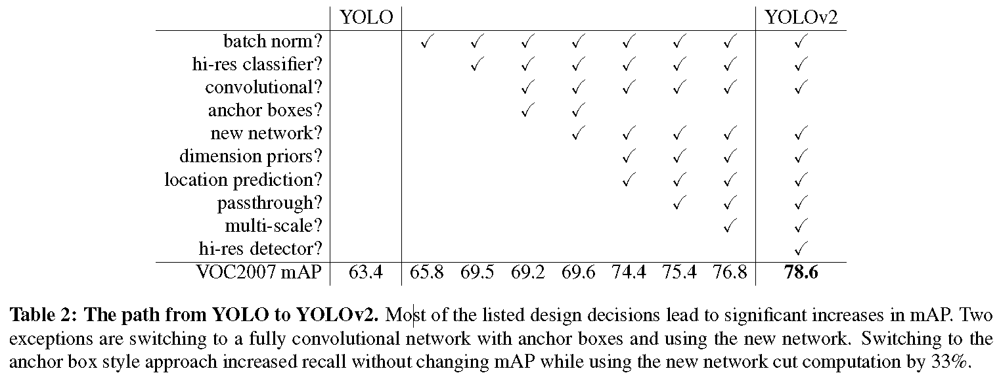 YOLO YOLOv2
batch norm? ✓ ✓ ✓ ✓ ✓ ✓ ✓ ✓
hi-res classifier? ✓ ✓ ✓ ✓ ✓ ✓ ✓
convolutional? ✓ ✓ ✓ ✓ ✓ ✓
anchor boxes? ✓ ✓
new network? ✓ ✓ ✓ ✓ ✓
dimension priors? ✓ ✓ ✓ ✓
location prediction? ✓ ✓ ✓ ✓
passthrough? ✓ ✓ ✓
multi-scale? ✓ ✓
hi-res detector? ✓
VOC2007 mAP 63.4 65.8 69.5 69.2 69.6 74.4 75.4 76.8 78.6
Table 2: The path from YOLO to YOLOv2. Most of the listed design decisions lead to significant increases in mAP. Two
exceptions are switching to a fully convolutional network with anchor boxes and using the new network. Switching to the
anchor box style approach increased recall without changing mAP while using the new network cut computation by 33%.